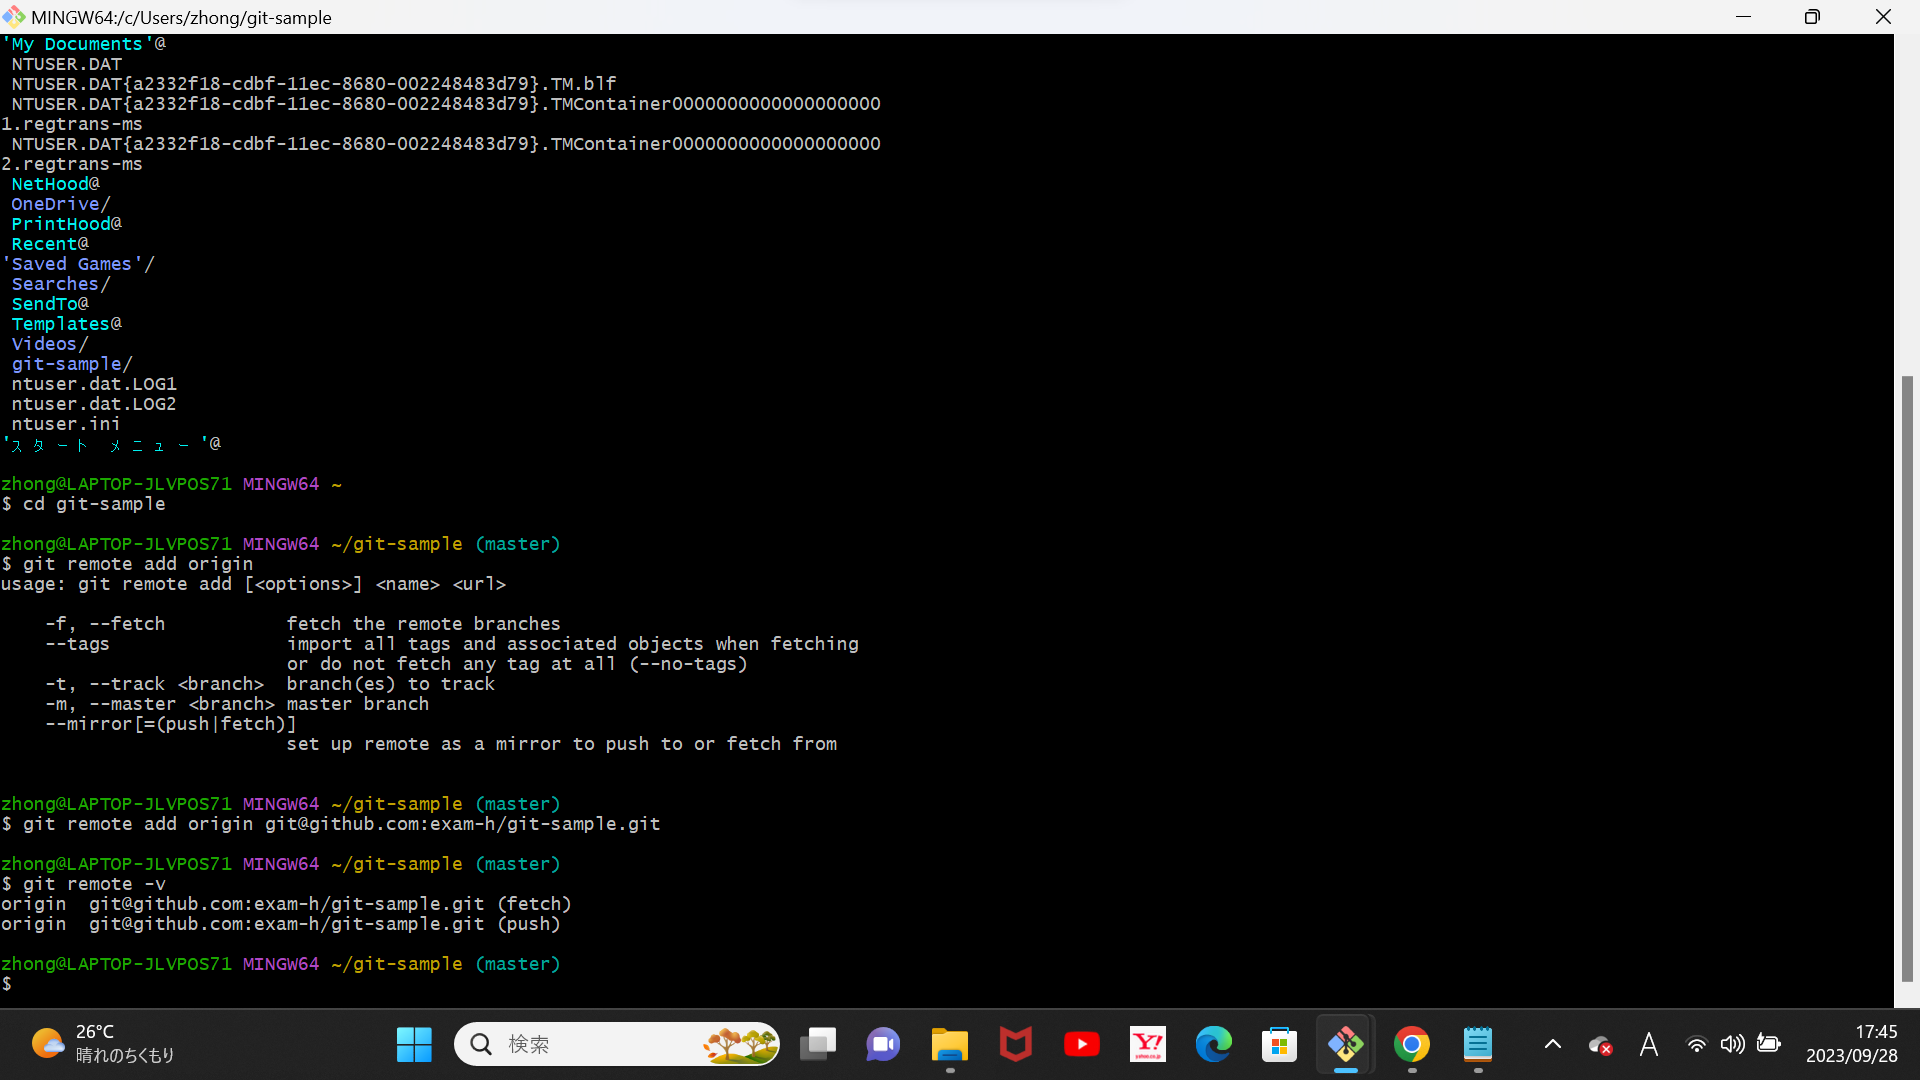 MINGW64:/c/Users/zhong/git-sample
'My Documents'@
NTUSER.DAT
NTUSER.DAT{a2332f18-cdbf-11ec-8680-002248483d79}.TM.blf
NTUSER.DAT{a2332f18-cdbf-11ec-8680-002248483d79}.TMContainer0000000000000000000
1.regtrans-ms
NTUSER.DAT{a2332f18-cdbf-11ec-8680-002248483d79}.TMContainer0000000000000000000
2.regtrans-ms
NetHood@
OneDrive/
PrintHood@
Recent@
'Saved Games'/
Searches/
SendTo@
Templates@
Videos/
git-sample/
ntuser.dat.LOG1
ntuser.dat.LOG2
ntuser.ini
'スタート メニュー'@
zhong@LAPTOP-JLVPOS71 MINGW64 ~
$ cd git-sample
zhong@LAPTOP-JLVPOS71 MINGW64 ~/git-sample (master)
$ git remote add origin
usage: git remote add [<options>] <name> <url>
-f, --fetch fetch the remote branches
--tags import all tags and associated objects when fetching
or do not fetch any tag at all (--no-tags)
-t, --track <branch> branch(es) to track
-m, --master <branch> master branch
--mirror[=(push|fetch)]
set up remote as a mirror to push to or fetch from
zhong@LAPTOP-JLVPOS71 MINGW64 ~/git-sample (master)
$ git remote add origin git@github.com:exam-h/git-sample.git
zhong@LAPTOP-JLVPOS71 MINGW64 ~/git-sample (master)
$ git remote -v
origin git@github.com:exam-h/git-sample.git (fetch)
origin git@github.com:exam-h/git-sample.git (push)
zhong@LAPTOP-JLVPOS71 MINGW64 ~/git-sample (master)
$
26°C
晴れのちくもり
検索
Y!
yahoo.co.jp
A
17:45
2023/09/28